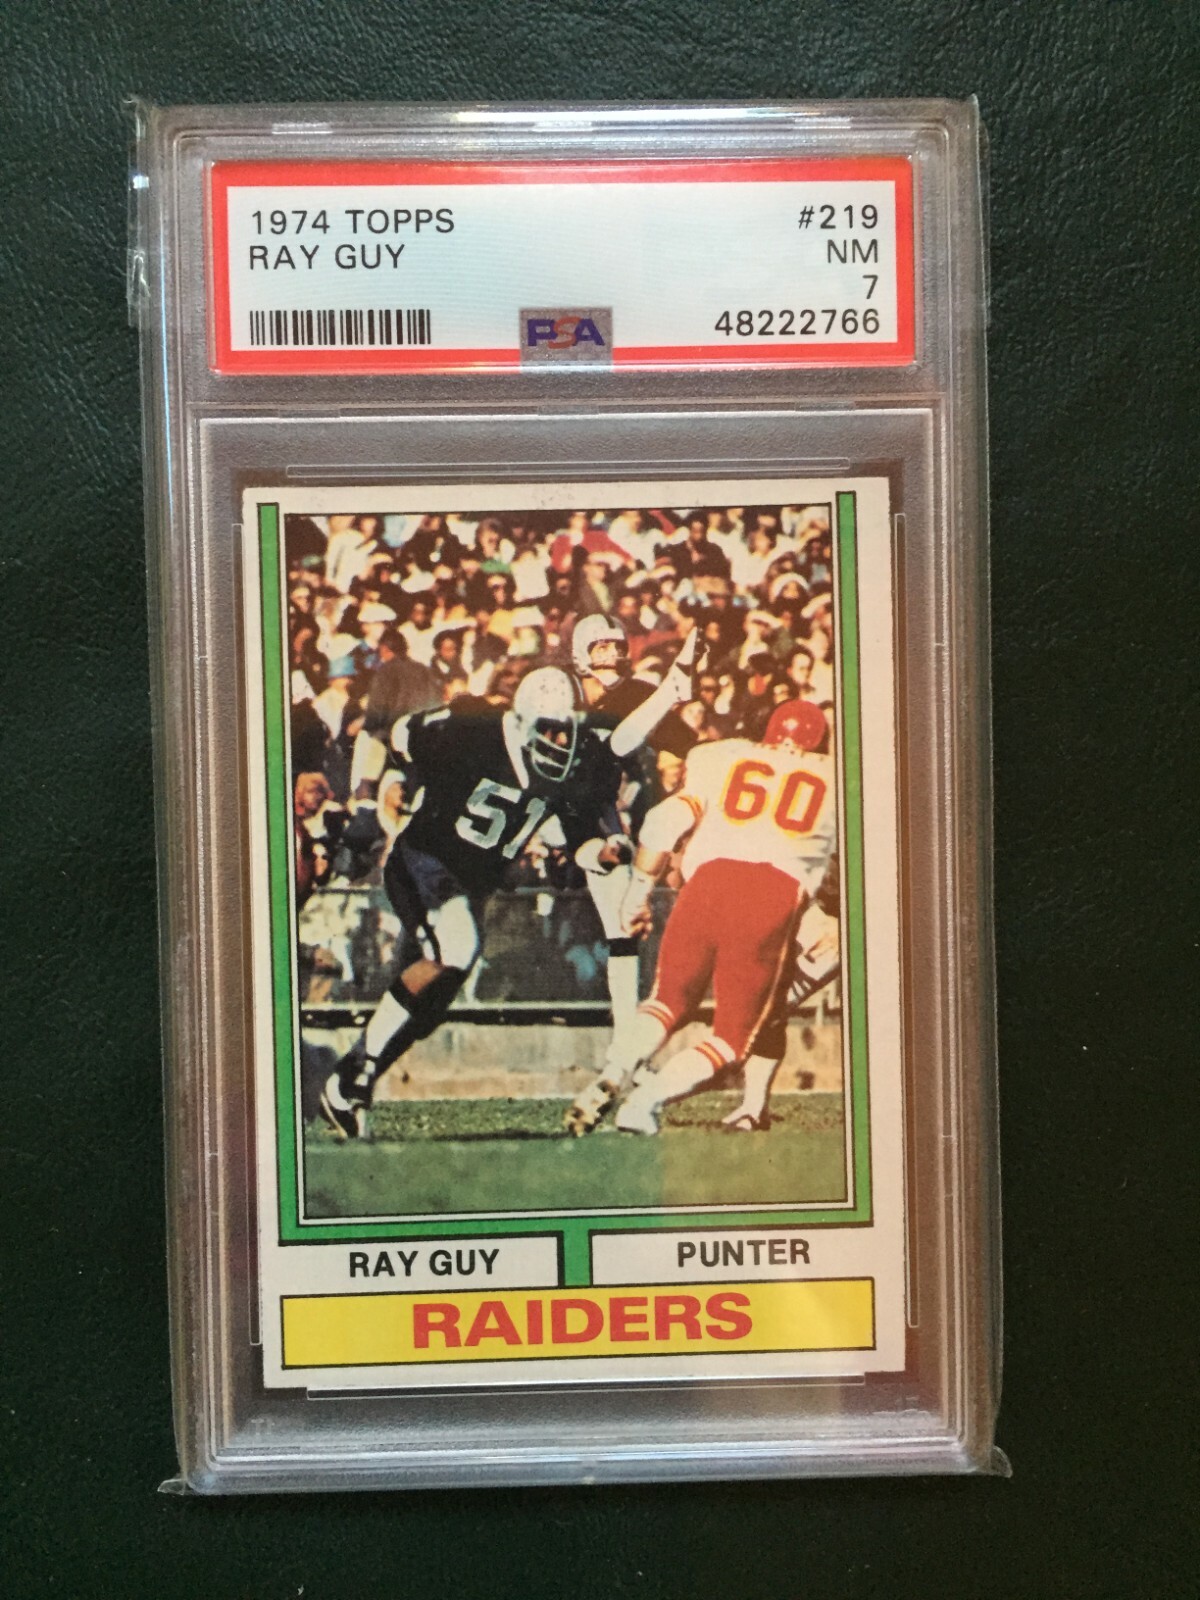 1974 TOPPS #219
RAY GUY NM
7
PSA 48222766
51
60
RAY GUY PUNTER
RAIDERS